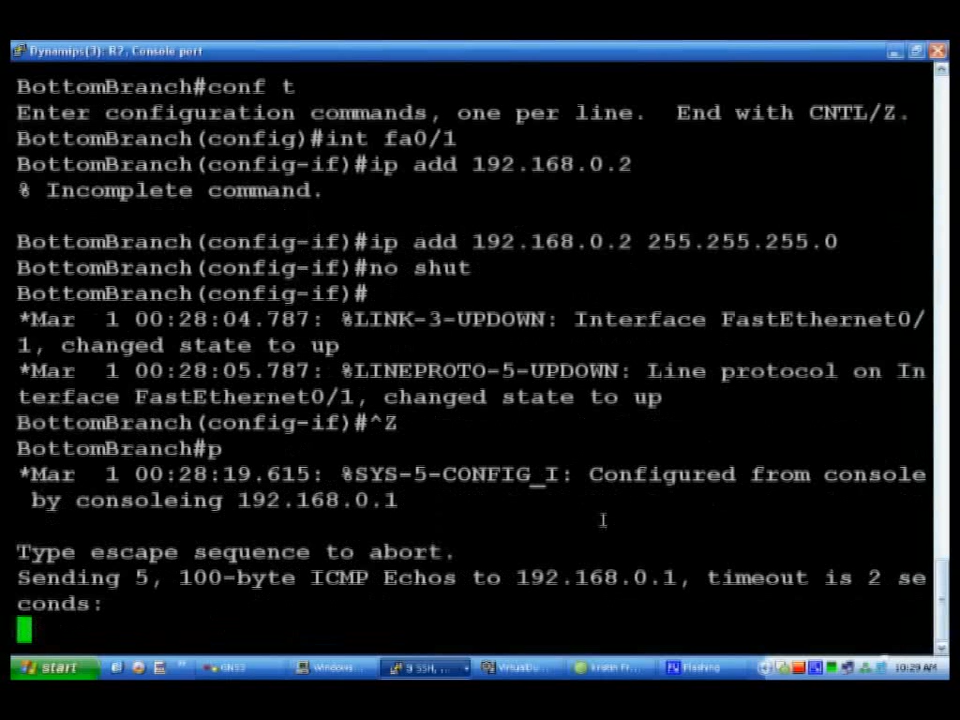 Dynamips(3): R2, Console port
BottomBranch#conf t
Enter configuration commands, one per line.  End with CNTL/Z.
BottomBranch(config)#int fa0/1
BottomBranch(config-if)#ip add 192.168.0.2
% Incomplete command.
BottomBranch(config-if)#ip add 192.168.0.2 255.255.255.0
BottomBranch(config-if)#no shut
BottomBranch(config-if)#
*Mar  1 00:28:04.787: %LINK-3-UPDOWN: Interface FastEthernet0/
1, changed state to up
*Mar  1 00:28:05.787: %LINEPROTO-5-UPDOWN: Line protocol on In
terface FastEthernet0/1, changed state to up
BottomBranch(config-if)#^Z
BottomBranch#p
*Mar  1 00:28:19.615: %SYS-5-CONFIG_I: Configured from console
 by consoleing 192.168.0.1
Type escape sequence to abort.
Sending 5, 100-byte ICMP Echos to 192.168.0.1, timeout is 2 se
conds:
start GNS3 Windows... 3 SSH, ... VirtualBo... Flashing 10:29 AM